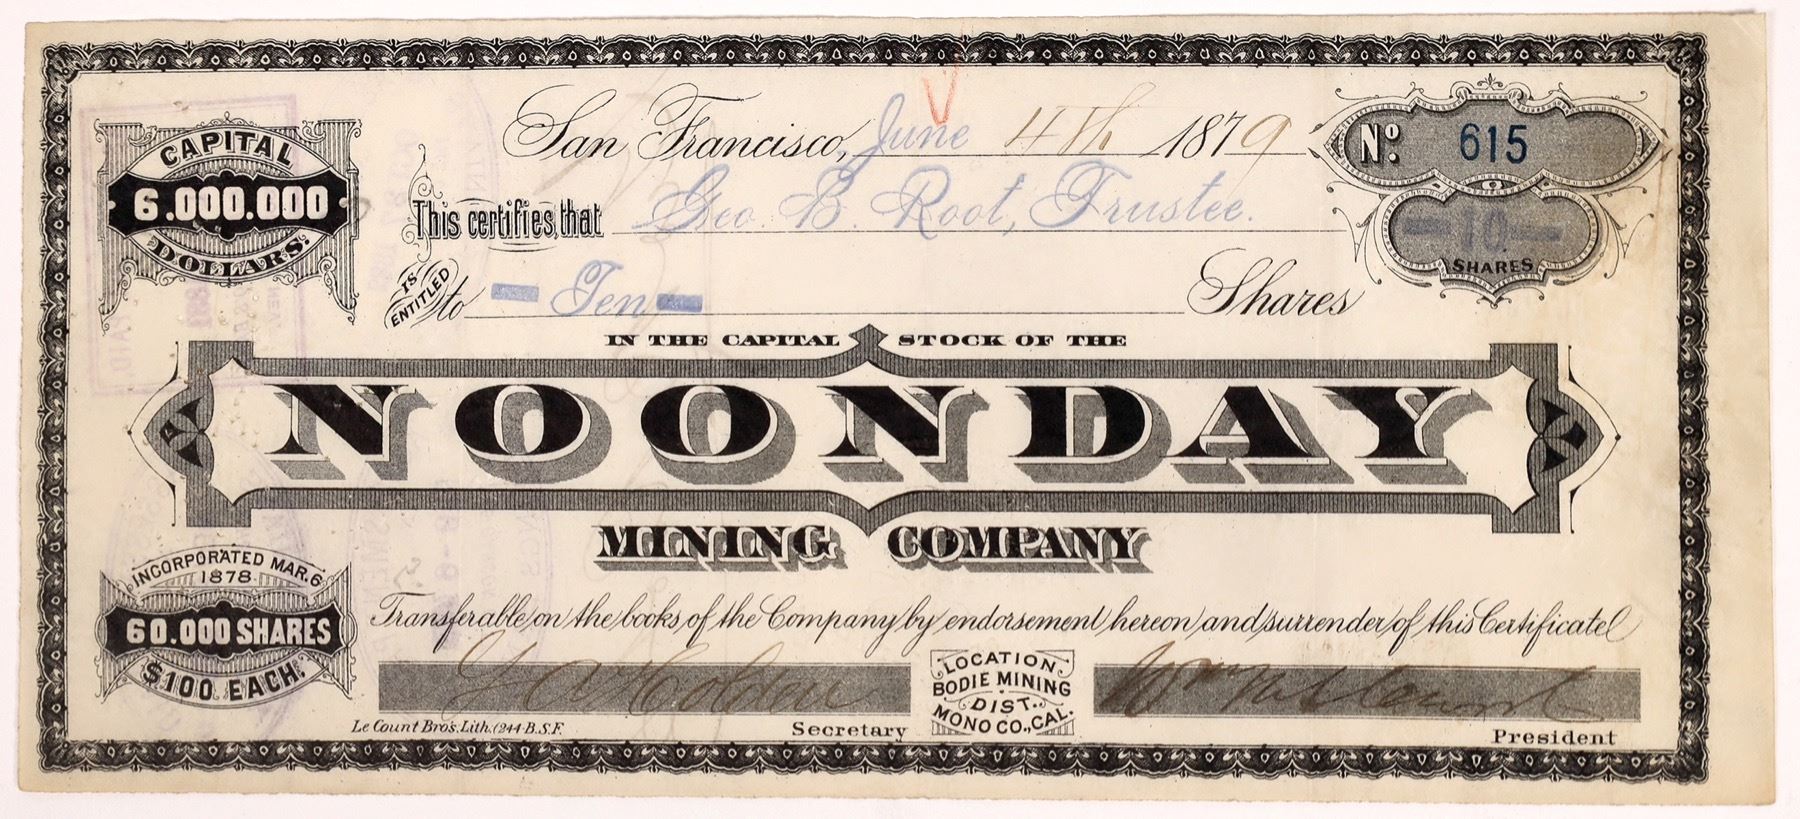 San Francisco, June 4th 1879
No. 615
CAPITAL
6.000.000
DOLLARS.
This certifies, that Geo. B. Root, Trustee.
10
SHARES
IS ENTITLED to Ten Shares
IN THE CAPITAL STOCK OF THE
NOONDAY
MINING COMPANY
INCORPORATED MAR. 6
1878
60.000 SHARES
$100 EACH.
Transferable on the books of the Company by endorsement hereon and surrender of this Certificate
LOCATION.
BODIE MINING
DIST.,
MONO CO., CAL.
Le Count Bro's. Lith. (244 B.S.F.
Secretary
President